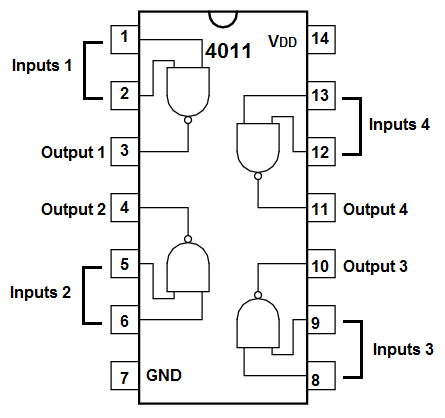 1
4011
VDD
14
Inputs 1
2
13
Inputs 4
Output 1
3
12
Output 2
4
11
Output 4
5
10
Output 3
Inputs 2
6
9
Inputs 3
7
GND
8